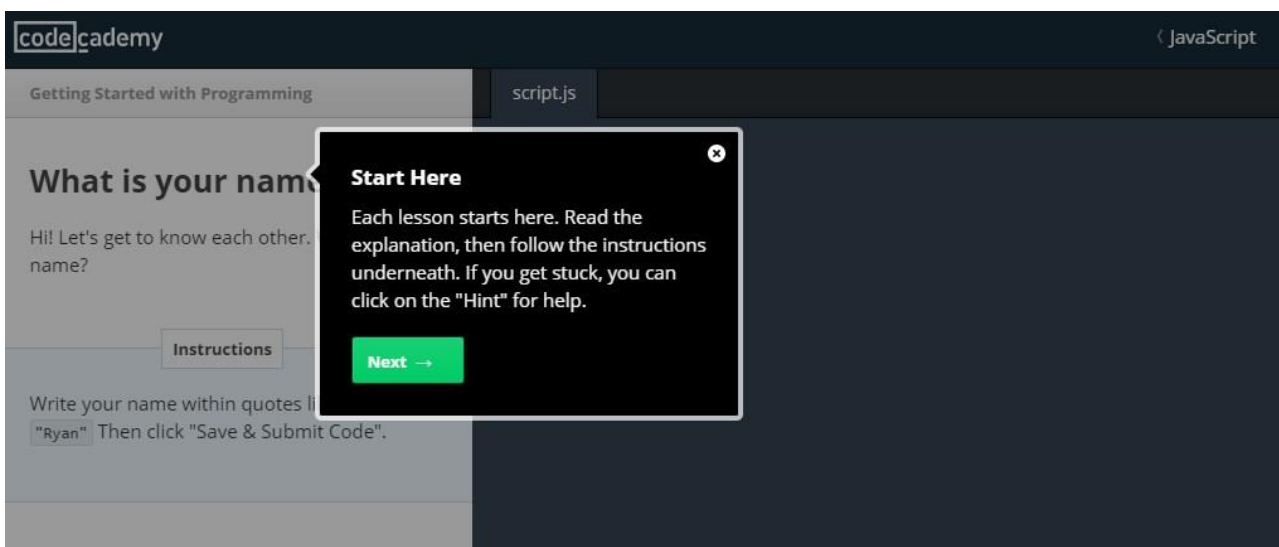 codecademy
JavaScript
Getting Started with Programming
script.js
What is your nam
Hi! Let's get to know each other.
name?
Start Here
Each lesson starts here. Read the
explanation, then follow the instructions
underneath. If you get stuck, you can
click on the "Hint" for help.
Next →
Instructions
Write your name within quotes
"Ryan" Then click "Save & Submit Code".